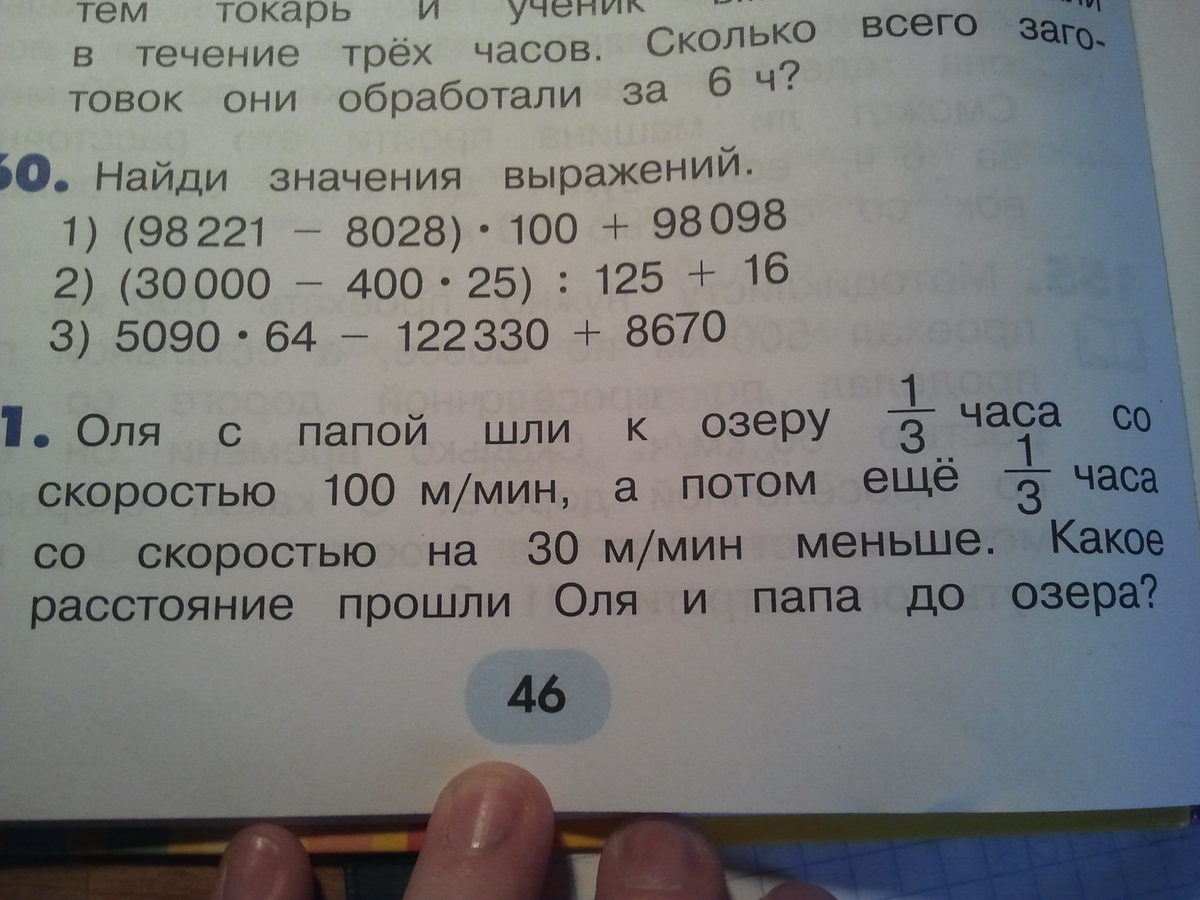 тем токарь и ученик
в течение трёх часов. Сколько всего заго-
товок они обработали за 6 ч?
60. Найди значения выражений.
1) (98 221 − 8028) · 100 + 98 098
2) (30 000 − 400 · 25) : 125 + 16
3) 5090 · 64 − 122 330 + 8670
1. Оля с папой шли к озеру 1/3 часа со
скоростью 100 м/мин, а потом ещё 1/3 часа
со скоростью на 30 м/мин меньше. Какое
расстояние прошли Оля и папа до озера?
46